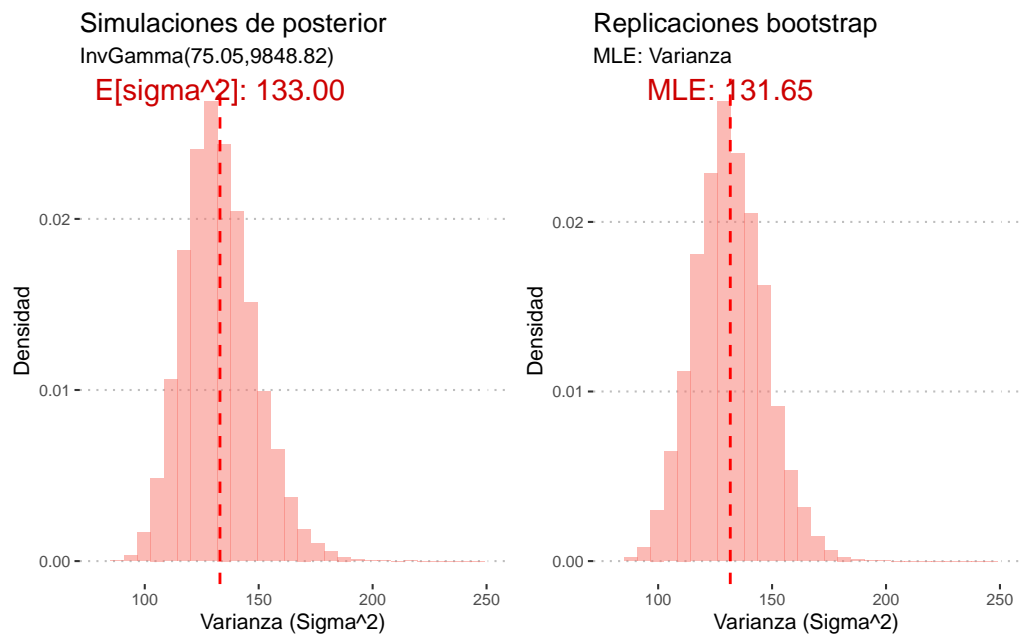 Simulaciones de posterior
InvGamma(75.05,9848.82)
E[sigma^2]: 133.00
0.02
0.01
0.00
Densidad
100
150
200
250
Varianza (Sigma^2)
Replicaciones bootstrap
MLE: Varianza
MLE: 131.65
0.02
0.01
0.00
Densidad
100
150
200
250
Varianza (Sigma^2)